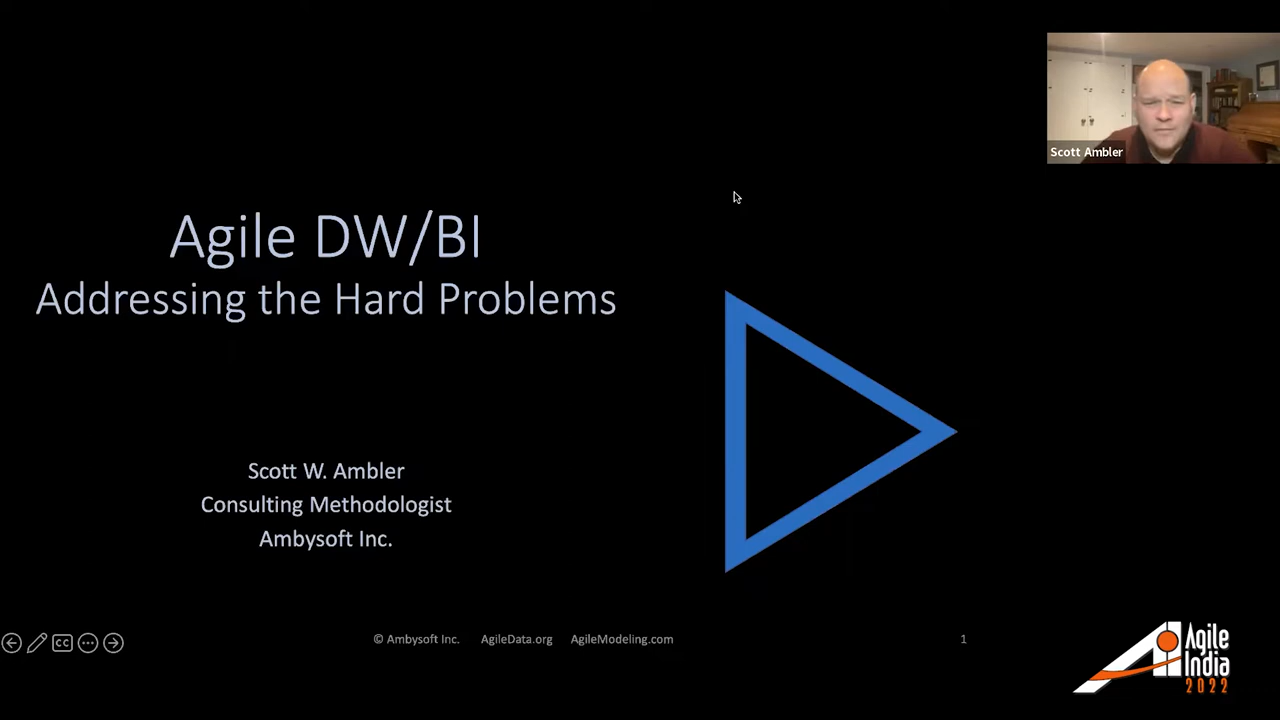 Scott Ambler
Agile DW/BI
Addressing the Hard Problems
Scott W. Ambler
Consulting Methodologist
Ambysoft Inc.
CC
© Ambysoft Inc. AgileData.org AgileModeling.com 1
Agile
India
2022